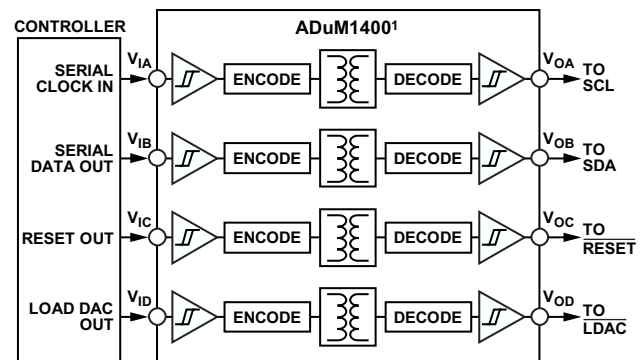 CONTROLLER
ADuM1400¹
SERIAL
CLOCK IN
V_IA
ENCODE
DECODE
V_OA
TO
SCL
SERIAL
DATA OUT
V_IB
ENCODE
DECODE
V_OB
TO
SDA
RESET OUT
V_IC
ENCODE
DECODE
V_OC
TO
RESET
LOAD DAC
OUT
V_ID
ENCODE
DECODE
V_OD
TO
LDAC